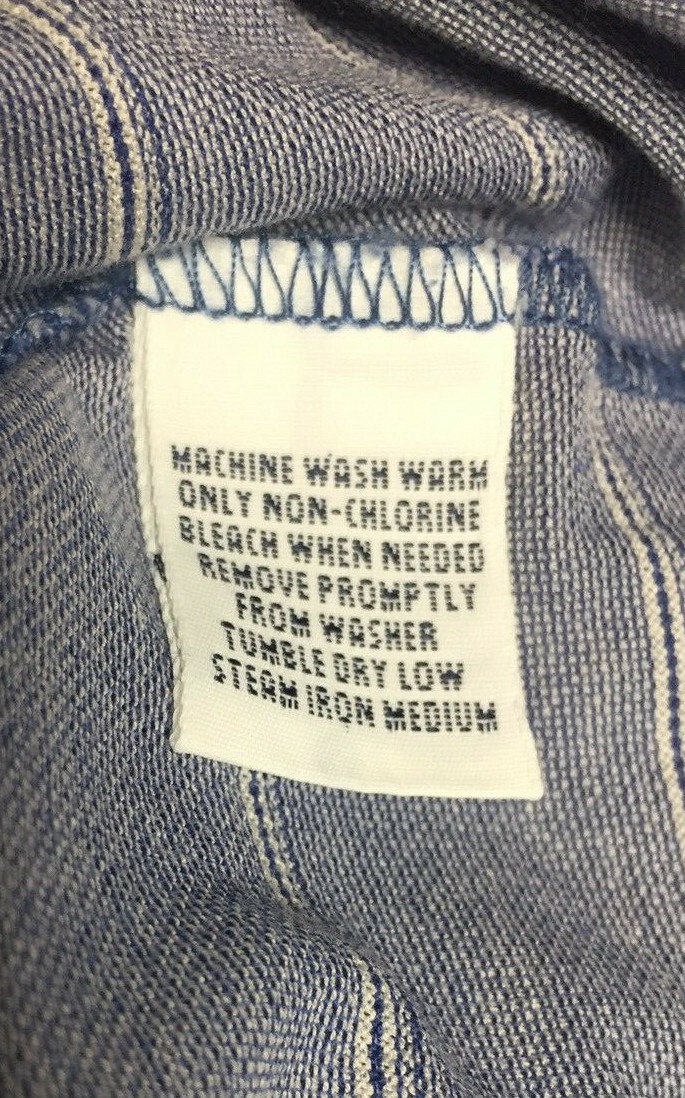 MACHINE WASH WARM
ONLY NON-CHLORINE
BLEACH WHEN NEEDED
REMOVE PROMPTLY
FROM WASHER
TUMBLE DRY LOW
STEAM IRON MEDIUM